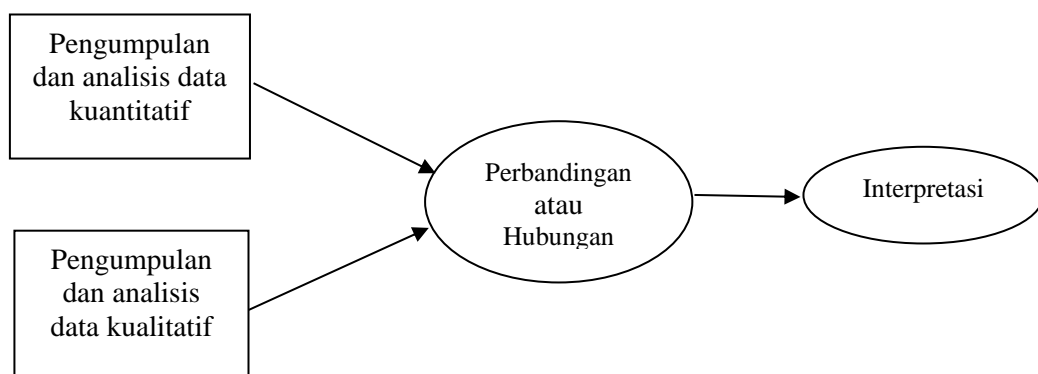 Pengumpulan
dan analisis data
kuantitatif
Pengumpulan
dan analisis
data kualitatif
Perbandingan
atau
Hubungan
Interpretasi